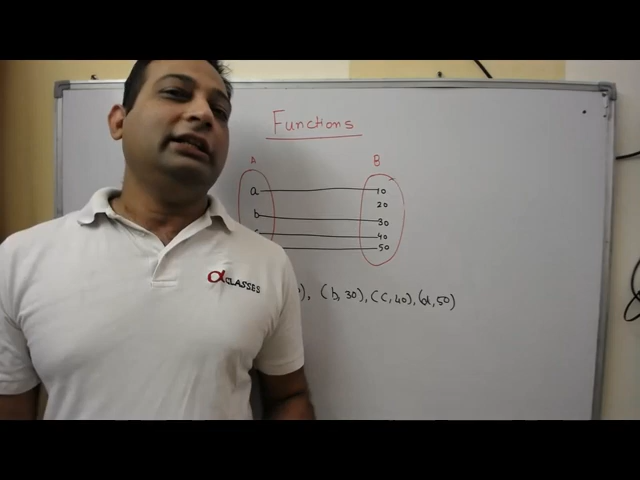 Functions
A B
a 10
20
b 30
c 40
50
), (b, 30), (c, 40), (d, 50)
α CLASSES